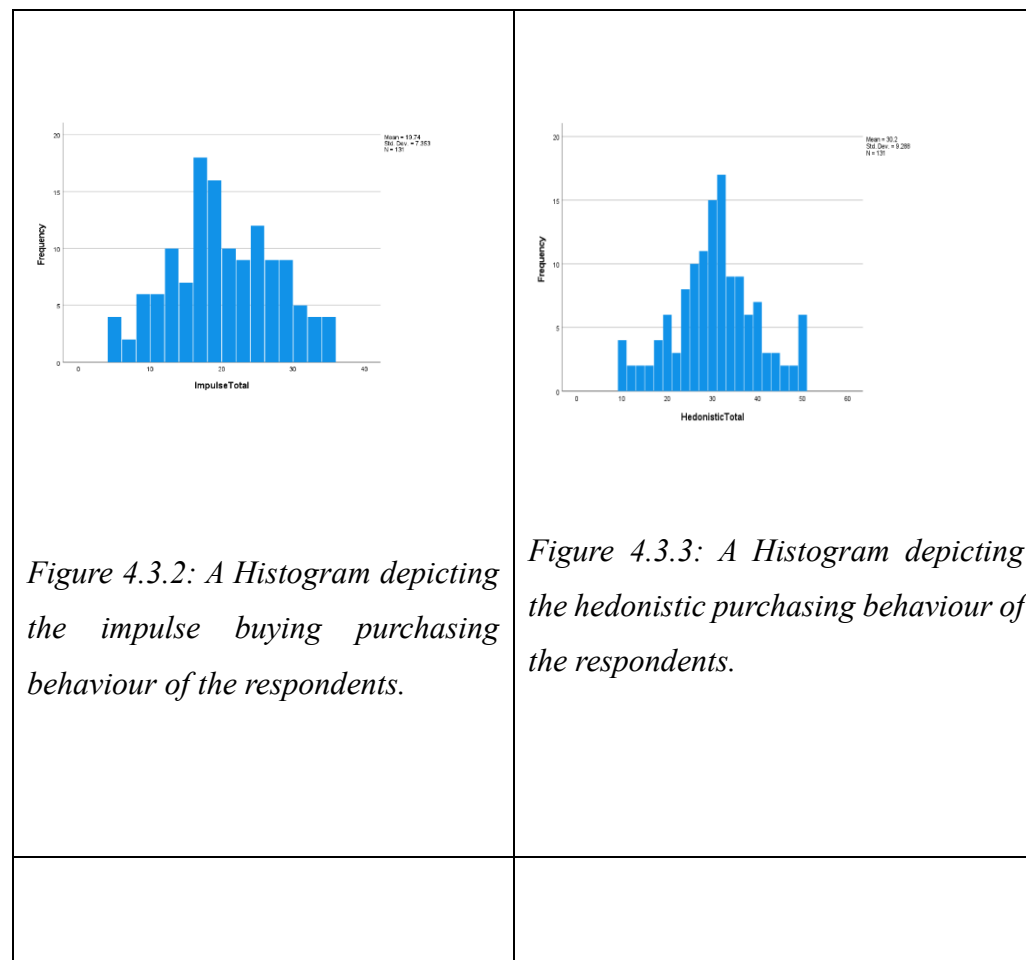 20
15
10
5
0
Frequency
0 10 20 30 40
ImpulseTotal
Mean = 19.74
Std. Dev. = 7.353
N = 131
Figure 4.3.2: A Histogram depicting
the impulse buying purchasing
behaviour of the respondents.
20
15
10
5
0
Frequency
0 10 20 30 40 50 60
HedonisticTotal
Mean = 30.2
Std. Dev. = 9.288
N = 131
Figure 4.3.3: A Histogram depicting
the hedonistic purchasing behaviour of
the respondents.